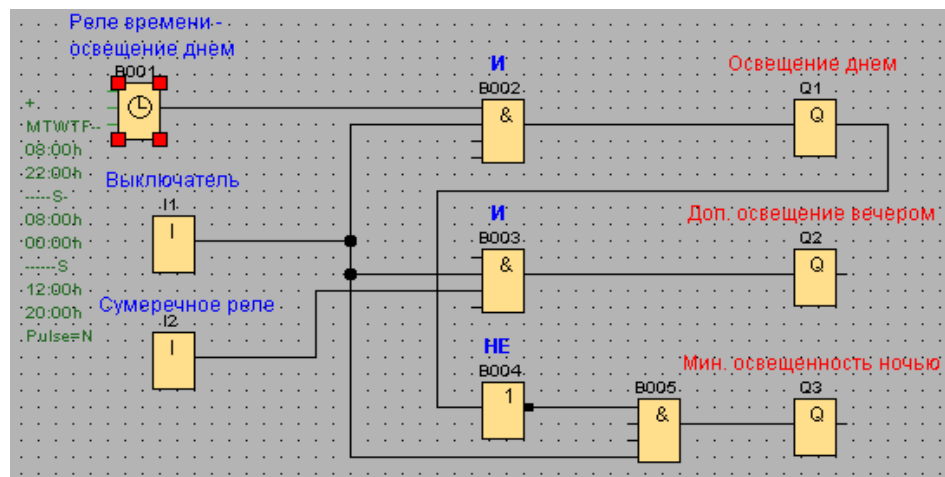 Реле времени -
освещение днем
B001
+
MTWTF--
08:00h
22:00h
-----S-
08:00h
00:00h
------S
12:00h
20:00h
Pulse=N
Выключатель
I1
I
Сумеречное реле
I2
I
И
B002
&
Освещение днем
Q1
Q
И
B003
&
Доп. освещение вечером
Q2
Q
НЕ
B004
1
B005
&
Мин. освещенность ночью
Q3
Q